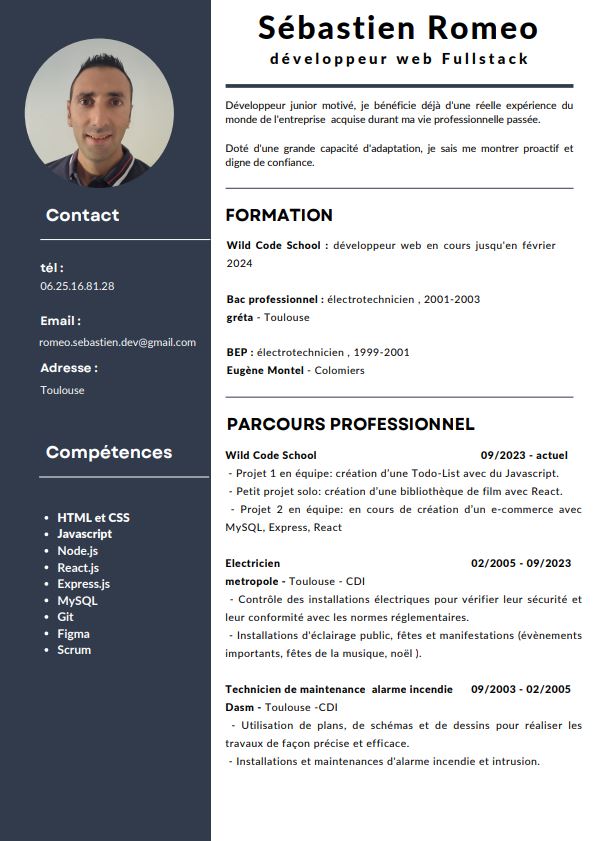 Sébastien Romeo
développeur web Fullstack
Développeur junior motivé, je bénéficie déjà d'une réelle expérience du
monde de l'entreprise acquise durant ma vie professionnelle passée.
Doté d'une grande capacité d'adaptation, je sais me montrer proactif et
digne de confiance.
Contact
tél :
06.25.16.81.28
Email :
romeo.sebastien.dev@gmail.com
Adresse :
Toulouse
Compétences
• HTML et CSS
• Javascript
• Node.js
• React.js
• Express.js
• MySQL
• Git
• Figma
• Scrum
FORMATION
Wild Code School : développeur web en cours jusqu'en février
2024
Bac professionnel : électrotechnicien , 2001-2003
gréta - Toulouse
BEP : électrotechnicien , 1999-2001
Eugène Montel - Colomiers
PARCOURS PROFESSIONNEL
Wild Code School 09/2023 - actuel
- Projet 1 en équipe: création d'une Todo-List avec du Javascript.
- Petit projet solo: création d'une bibliothèque de film avec React.
- Projet 2 en équipe: en cours de création d'un e-commerce avec
MySQL, Express, React
Electricien 02/2005 - 09/2023
metropole - Toulouse - CDI
- Contrôle des installations électriques pour vérifier leur sécurité et
leur conformité avec les normes réglementaires.
- Installations d'éclairage public, fêtes et manifestations (évènements
importants, fêtes de la musique, noël ).
Technicien de maintenance alarme incendie 09/2003 - 02/2005
Dasm - Toulouse -CDI
- Utilisation de plans, de schémas et de dessins pour réaliser les
travaux de façon précise et efficace.
- Installations et maintenances d'alarme incendie et intrusion.